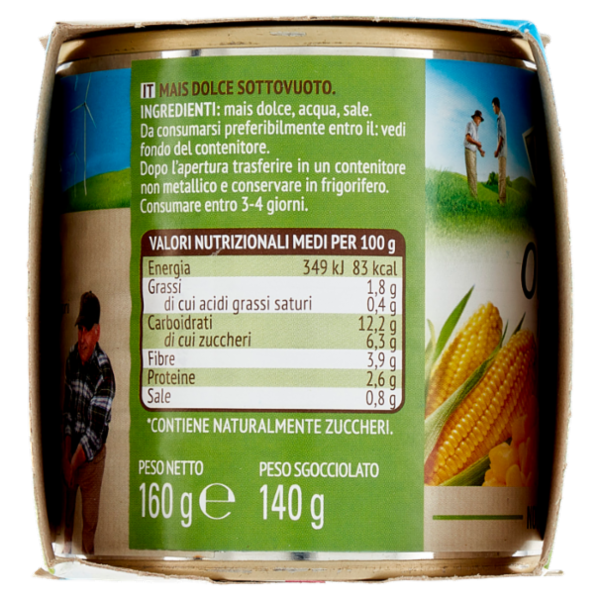 IT MAIS DOLCE SOTTOVUOTO.
INGREDIENTI: mais dolce, acqua, sale.
Da consumarsi preferibilmente entro il: vedi
fondo del contenitore.
Dopo l'apertura trasferire in un contenitore
non metallico e conservare in frigorifero.
Consumare entro 3-4 giorni.
VALORI NUTRIZIONALI MEDI PER 100 g
Energia 349 kJ 83 kcal
Grassi 1,8 g
di cui acidi grassi saturi 0,4 g
Carboidrati 12,2 g
di cui zuccheri 6,3 g
Fibre 3,9 g
Proteine 2,6 g
Sale 0,8 g
*CONTIENE NATURALMENTE ZUCCHERI.
PESO NETTO PESO SGOCCIOLATO
160 g e 140 g